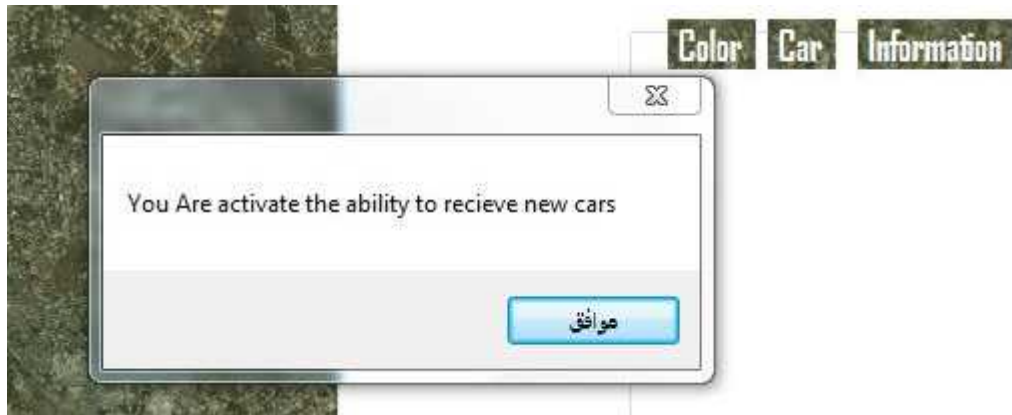 Color Car Information
You Are activate the ability to recieve new cars
موافق